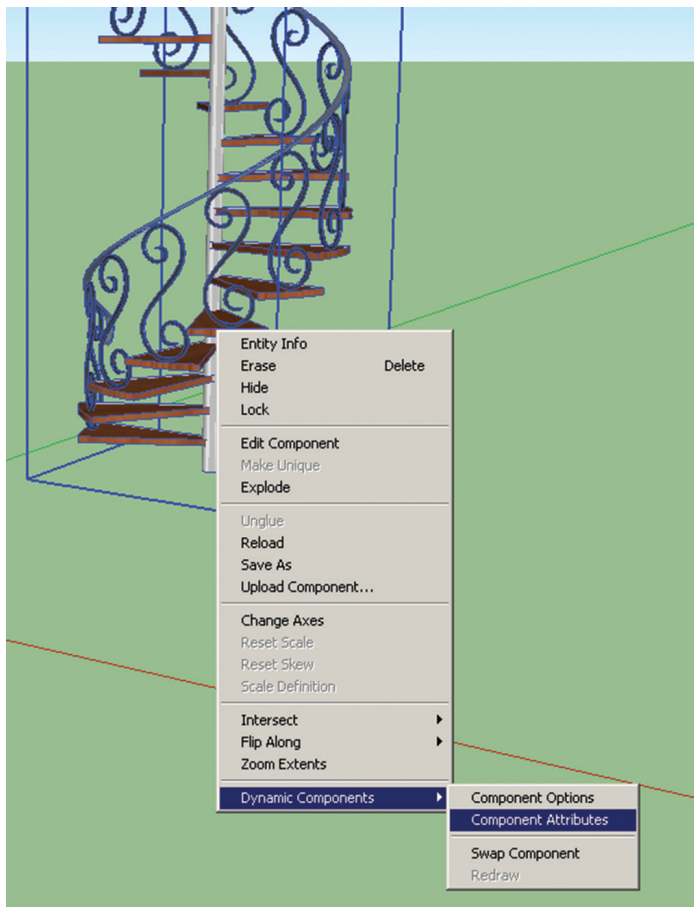 Entity Info
Erase Delete
Hide
Lock
Edit Component
Make Unique
Explode
Unglue
Reload
Save As
Upload Component...
Change Axes
Reset Scale
Reset Skew
Scale Definition
Intersect
Flip Along
Zoom Extents
Dynamic Components
Component Options
Component Attributes
Swap Component
Redraw